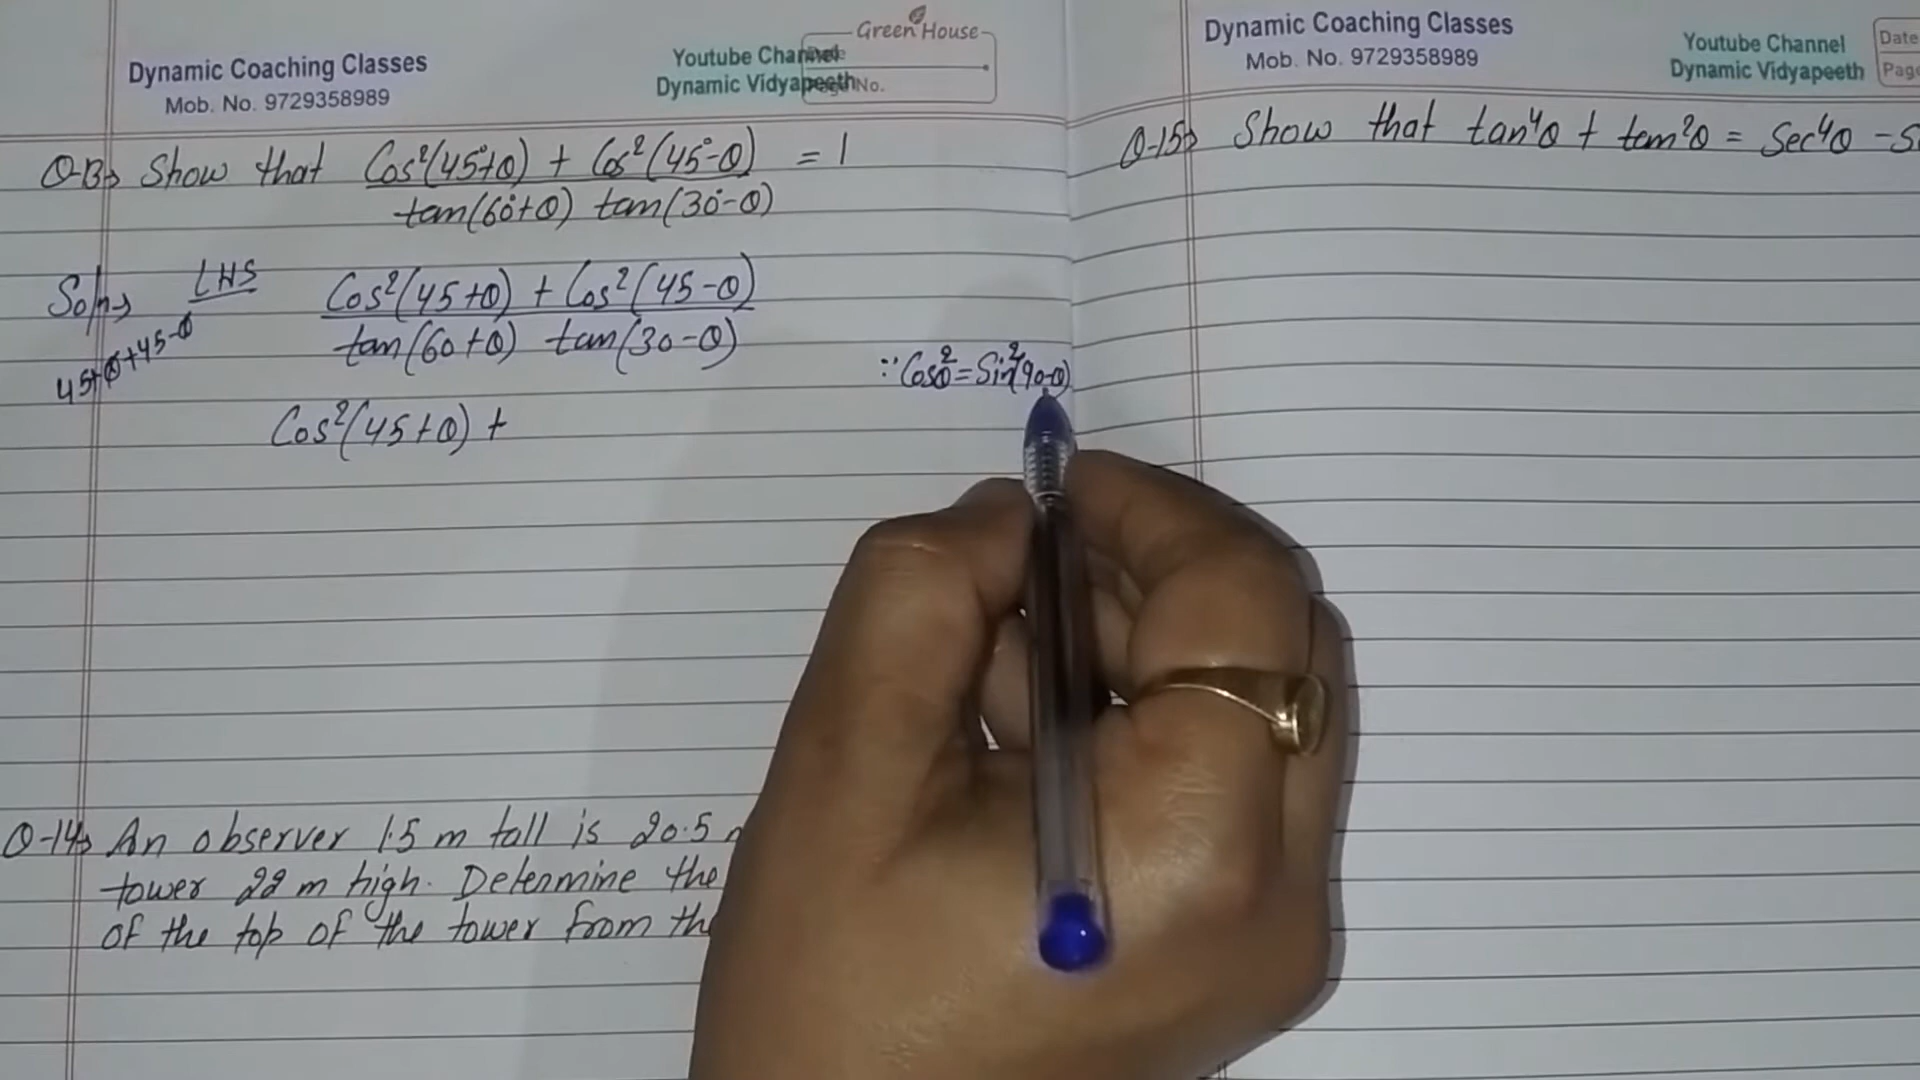 Green House
Dynamic Coaching Classes
Mob. No. 9729358989
Youtube Channel
Dynamic Vidyapeeth No.
Q-13» Show that Cos²(45°+θ) + Cos²(45°-θ) = 1
tan(60°+θ) tan(30°-θ)
Soln» LHS Cos²(45+θ) + Cos²(45-θ)
tan(60+θ) tan(30-θ)
45+θ+45-θ
∵ Cos²θ = Sin²(90-θ)
Cos²(45+θ) +
Q-14» An observer 1.5 m tall is 20.5
tower 22 m high. Determine the
of the top of the tower from
Dynamic Coaching Classes
Mob. No. 9729358989
Youtube Channel
Dynamic Vidyapeeth
Date
Page
Q-15» Show that tan⁴θ + tan²θ = Sec⁴θ -